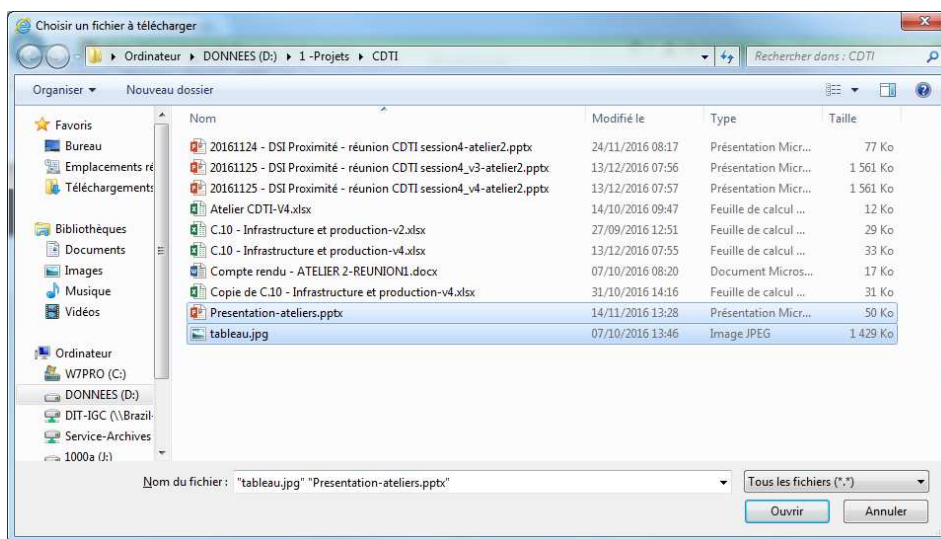 Choisir un fichier à télécharger
Ordinateur ▸ DONNEES (D:) ▸ 1 -Projets ▸ CDTI
Rechercher dans : CDTI
Organiser Nouveau dossier
Nom Modifié le Type Taille
20161124 - DSI Proximité - réunion CDTI session4-atelier2.pptx 24/11/2016 08:17 Présentation Micr... 77 Ko
20161125 - DSI Proximité - réunion CDTI session4_v3-atelier2.pptx 13/12/2016 07:56 Présentation Micr... 1 561 Ko
20161125 - DSI Proximité - réunion CDTI session4_v4-atelier2.pptx 13/12/2016 07:57 Présentation Micr... 1 561 Ko
Atelier CDTI-V4.xlsx 14/10/2016 09:47 Feuille de calcul ... 12 Ko
C.10 - Infrastructure et production-v2.xlsx 27/09/2016 12:51 Feuille de calcul ... 29 Ko
C.10 - Infrastructure et production-v4.xlsx 13/12/2016 07:55 Feuille de calcul ... 33 Ko
Compte rendu - ATELIER 2-REUNION1.docx 07/10/2016 08:20 Document Micros... 17 Ko
Copie de C.10 - Infrastructure et production-v4.xlsx 31/10/2016 14:16 Feuille de calcul ... 31 Ko
Presentation-ateliers.pptx 14/11/2016 13:28 Présentation Micr... 50 Ko
tableau.jpg 07/10/2016 13:46 Image JPEG 1 429 Ko
Favoris
Bureau
Emplacements ré
Téléchargements
Bibliothèques
Documents
Images
Musique
Vidéos
Ordinateur
W7PRO (C:)
DONNEES (D:)
DIT-IGC (\\Brazil-
Service-Archives
1000a (J:)
Nom du fichier : "tableau.jpg" "Presentation-ateliers.pptx" Tous les fichiers (*.*)
Ouvrir Annuler